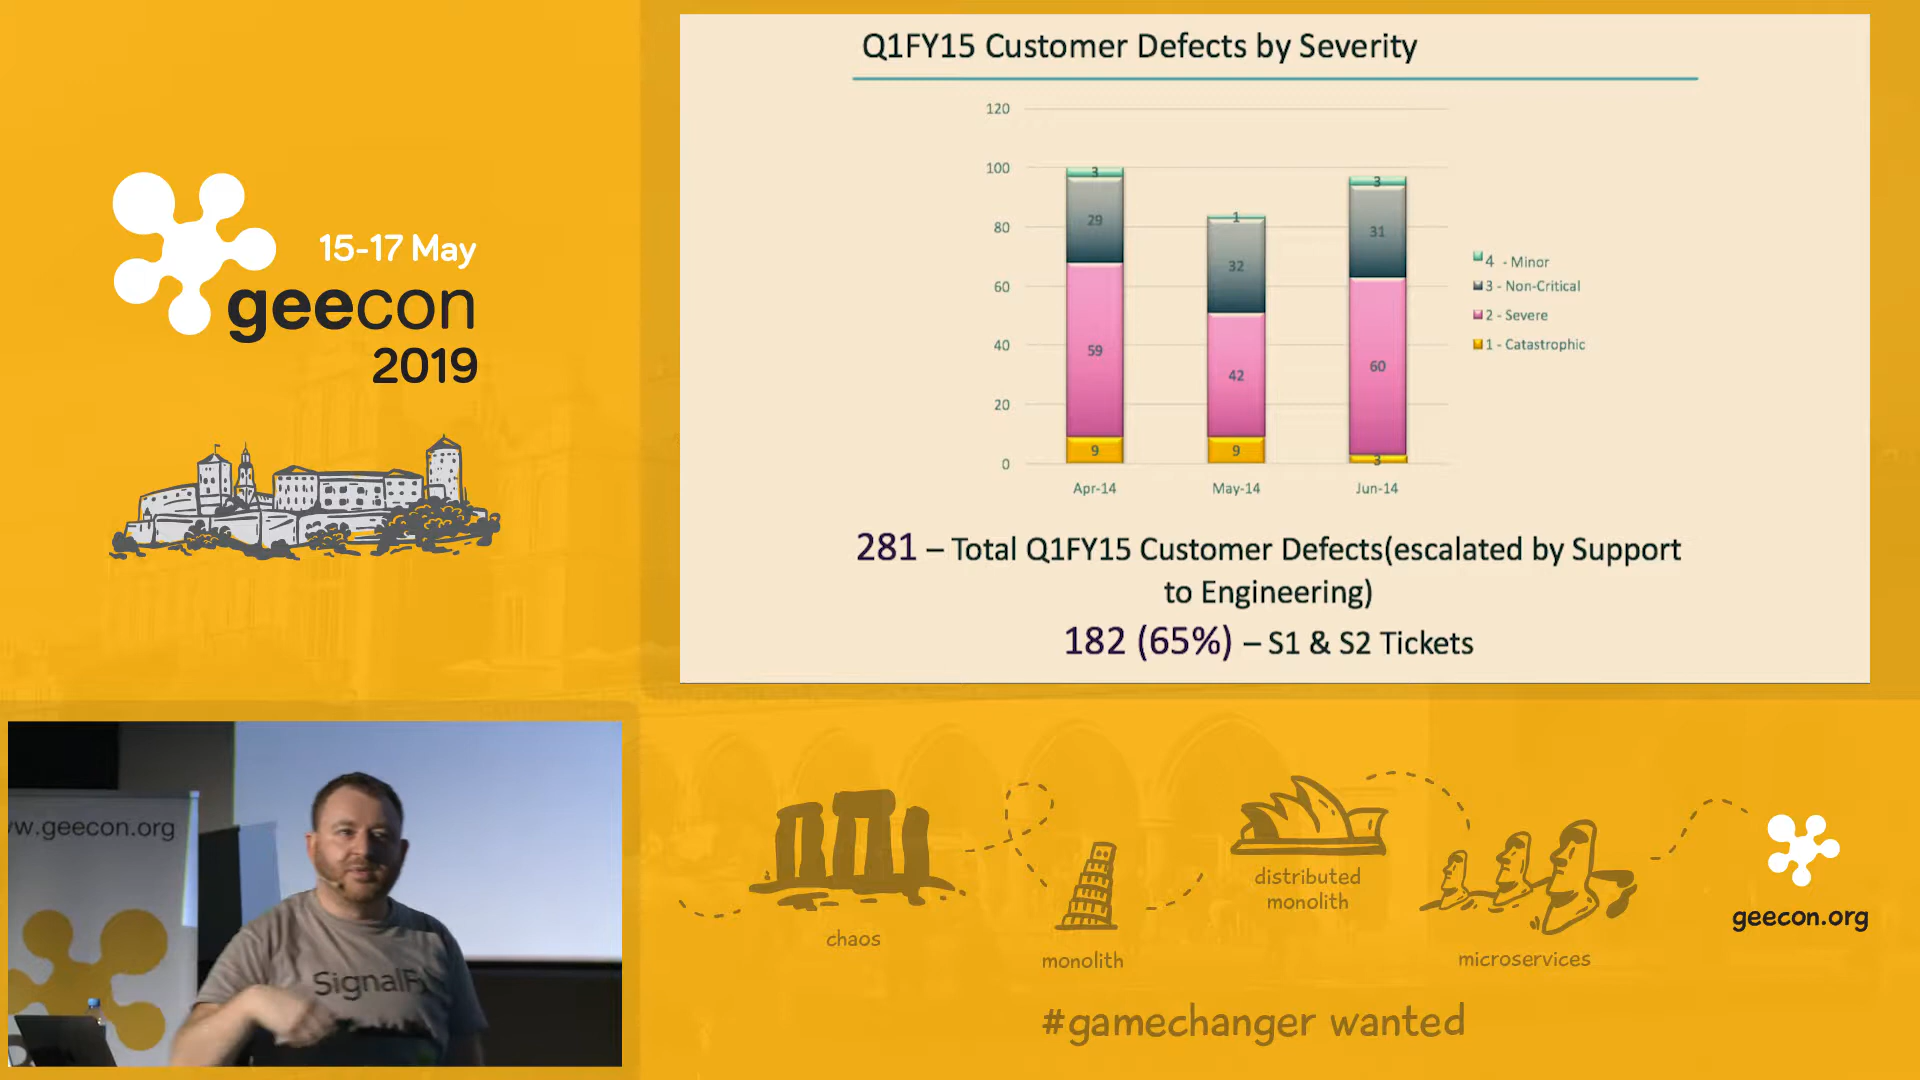 15-17 May
geecon
2019
Q1FY15 Customer Defects by Severity
120
100
80
60
40
20
0
3
29
59
9
1
32
42
9
3
31
60
3
Apr-14
May-14
Jun-14
4 - Minor
3 - Non-Critical
2 - Severe
1 - Catastrophic
281 – Total Q1FY15 Customer Defects(escalated by Support
to Engineering)
182 (65%) – S1 & S2 Tickets
w.geecon.org
SignalFx
chaos
monolith
distributed
monolith
microservices
geecon.org
#gamechanger wanted